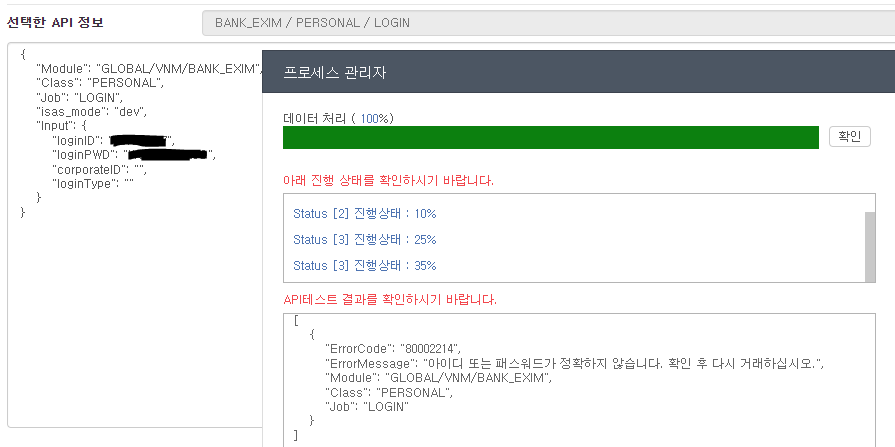 선택한 API 정보
BANK_EXIM / PERSONAL / LOGIN
{
"Module": "GLOBAL/VNM/BANK_EXIM",
"Class": "PERSONAL",
"Job": "LOGIN",
"isas_mode": "dev",
"Input": {
"loginID": "
"loginPWD": "
",
"corporateID": "",
"loginType": ""
}
}
프로세스 관리자
데이터 처리 ( 100%)
확인
아래 진행 상태를 확인하시기 바랍니다.
Status [2] 진행상태 : 10%
Status [3] 진행상태 : 25%
Status [3] 진행상태 : 35%
API테스트 결과를 확인하시기 바랍니다.
[
{
"ErrorCode": "80002214",
"ErrorMessage": "아이디 또는 패스워드가 정확하지 않습니다. 확인 후 다시 거래하십시오.",
"Module": "GLOBAL/VNM/BANK_EXIM",
"Class": "PERSONAL",
"Job": "LOGIN"
}
]